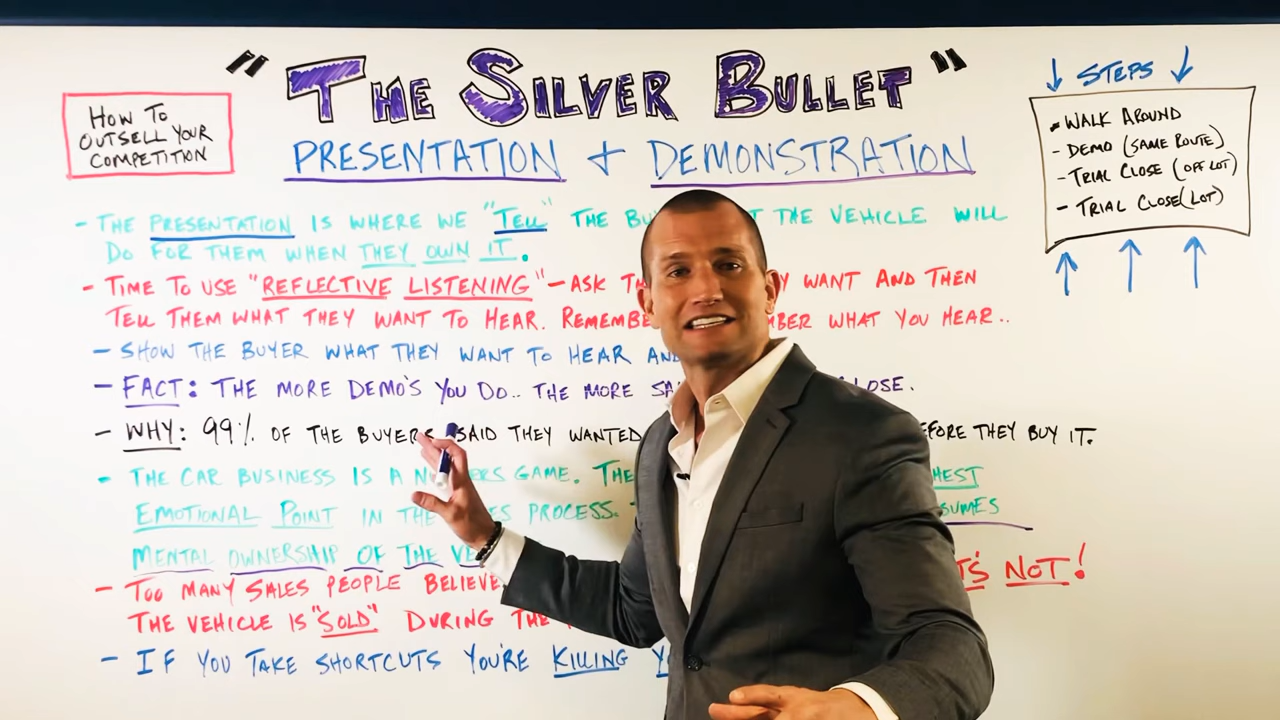 " THE SILVER BULLET "
PRESENTATION + DEMONSTRATION
HOW TO
OUTSELL YOUR
COMPETITION
STEPS
- WALK AROUND
- DEMO (SAME ROUTE)
- TRIAL CLOSE (OFF LOT)
- TRIAL CLOSE (LOT)
- THE PRESENTATION IS WHERE WE "TELL" THE THE VEHICLE WILL
DO FOR THEM WHEN THEY OWN IT.
- TIME TO USE "REFLECTIVE LISTENING" - ASK WANT AND THEN
TELL THEM WHAT THEY WANT TO HEAR. WHAT YOU HEAR..
- SHOW THE BUYER WHAT THEY WANT TO HEAR
- FACT: THE MORE DEMO'S YOU DO.. THE MORE
- WHY: 99% OF THE BUYERS SAID THEY WANTED THEY BUY IT.
- THE CAR BUSINESS IS A GAME.
EMOTIONAL POINT IN PROCESS.
MENTAL OWNERSHIP OF THE
- TOO MANY SALES PEOPLE NOT!
THE VEHICLE IS "SOLD" DURING
- IF YOU TAKE SHORTCUTS YOU'RE KILLING